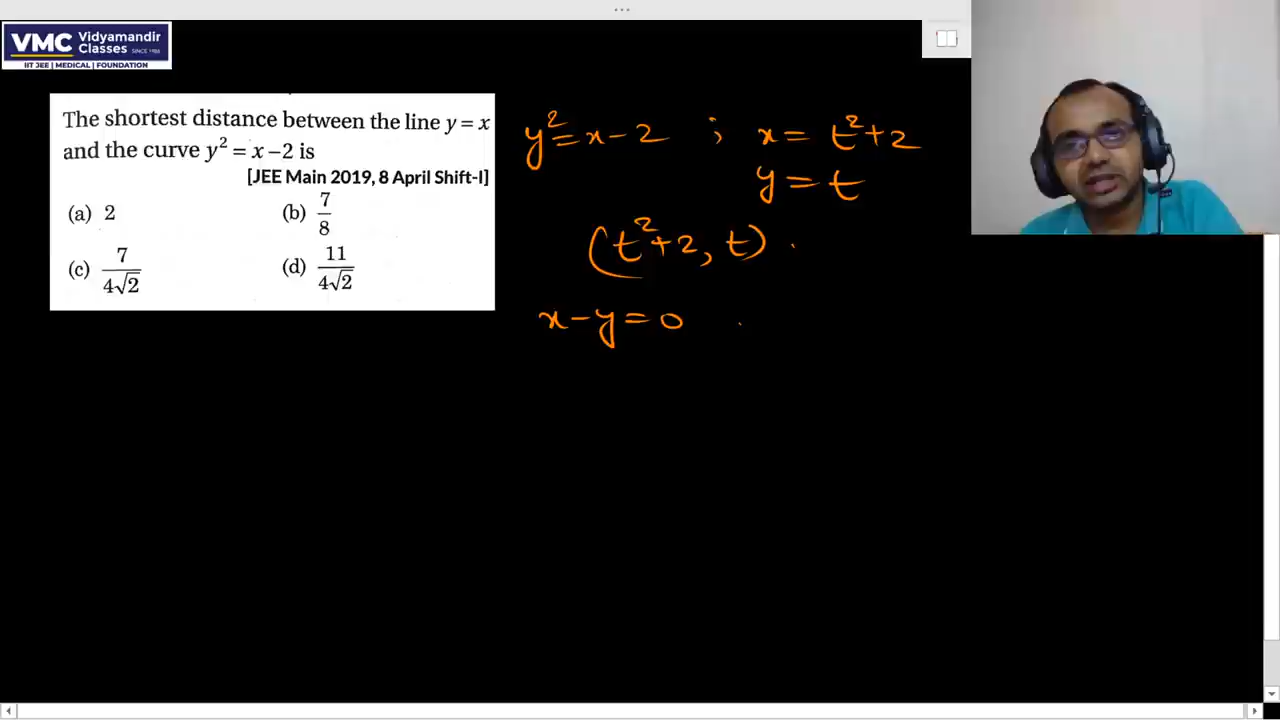 VMC Vidyamandir
Classes
SINCE 1986
IIT JEE | MEDICAL | FOUNDATION
The shortest distance between the line y = x
and the curve y² = x – 2 is
[JEE Main 2019, 8 April Shift-I]
(a) 2
(b) 7/8
(c) 7/4√2
(d) 11/4√2
y² = x – 2 ; x = t² + 2
y = t
(t² + 2, t) .
x – y = 0